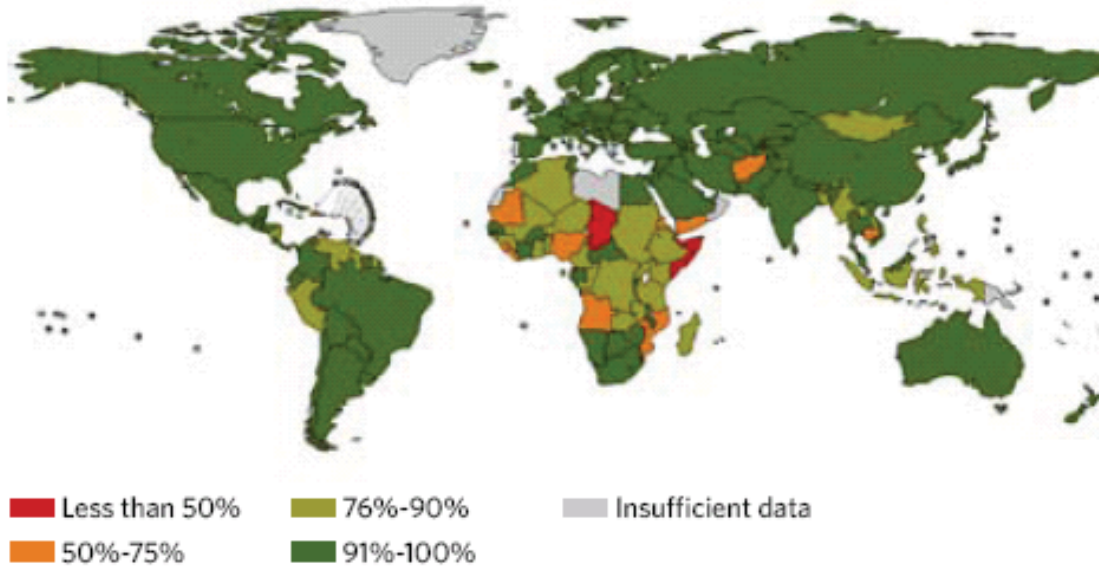 Less than 50%
76%-90%
Insufficient data
50%-75%
91%-100%